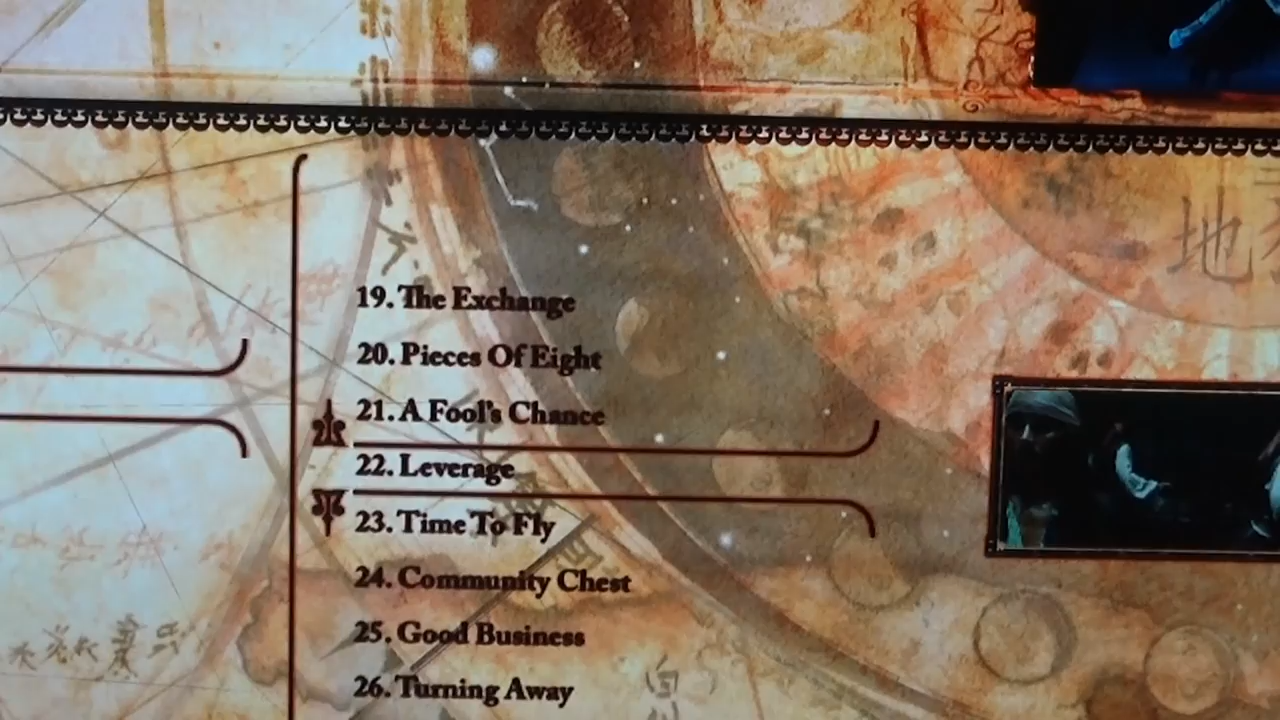 19. The Exchange
20. Pieces Of Eight
21. A Fool's Chance
22. Leverage
23. Time To Fly
24. Community Chest
25. Good Business
26. Turning Away
地